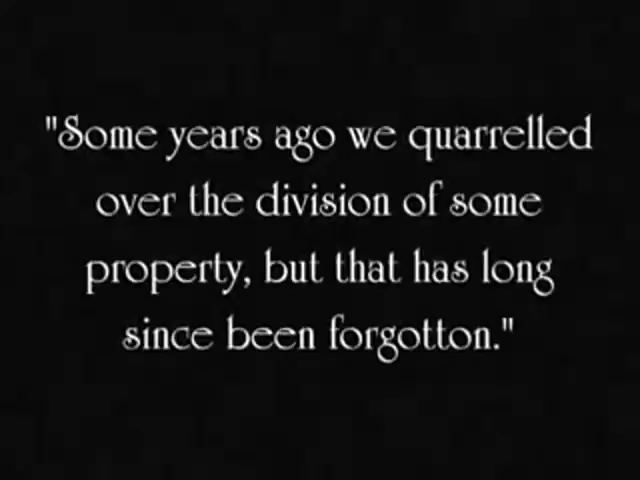 "Some years ago we quarrelled
over the division of some
property, but that has long
since been forgotton."